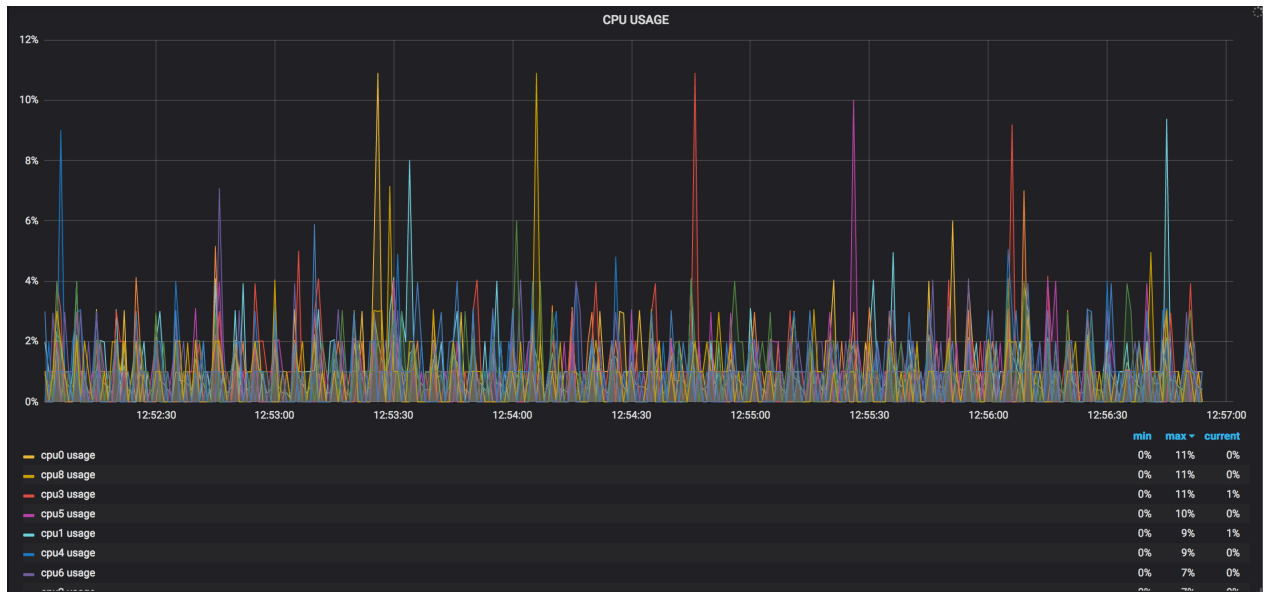 CPU USAGE
12%
10%
8%
6%
4%
2%
0%
12:52:30 12:53:00 12:53:30 12:54:00 12:54:30 12:55:00 12:55:30 12:56:00 12:56:30 12:57:00
min max current
cpu0 usage 0% 11% 0%
cpu8 usage 0% 11% 0%
cpu3 usage 0% 11% 1%
cpu5 usage 0% 10% 0%
cpu1 usage 0% 9% 1%
cpu4 usage 0% 9% 0%
cpu6 usage 0% 7% 0%